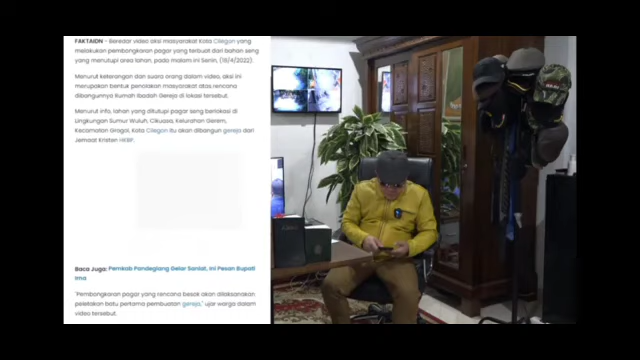 FAKTAIDN - Beredar video aksi masyarakat Kota Cilegon yang
melakukan pembongkaran pagar yang terbuat dari bahan seng
yang menutupi area lahan, pada malam ini Senin, (18/4/2022).
Menurut keterangan dan suara orang dalam video, aksi ini
merupakan bentuk penolakan masyarakat atas rencana
dibangunnya Rumah Ibadah Gereja di lokasi tersebut.
Menurut info, lahan yang ditutupi pagar seng berlokasi di
Lingkungan Sumur Wuluh, Cikuasa, Kelurahan Gerem,
Kecamatan Grogol, Kota Cilegon itu akan dibangun gereja dari
Jemaat Kristen HKBP.
Baca Juga: Pemkab Pandeglang Gelar Sanlat, Ini Pesan Bupati
Irna
"Pembongkaran pagar yang rencana besok akan dilaksanakan
peletakan batu pertama pembuatan gereja," ujar warga dalam
video tersebut.